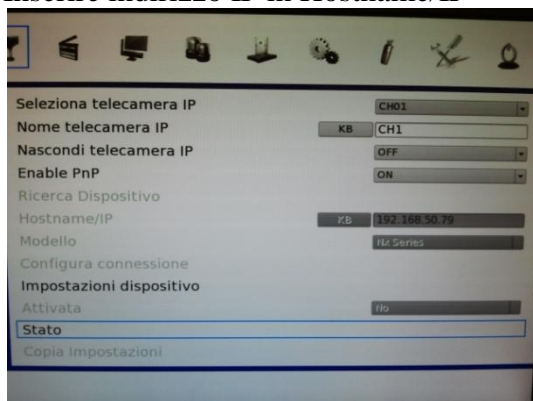 Inserire indirizzo IP in Hostname/IP
Seleziona telecamera IP CH01
Nome telecamera IP KB CH1
Nascondi telecamera IP OFF
Enable PnP ON
Ricerca Dispositivo
Hostname/IP KB 192.168.50.79
Modello Nx Series
Configura connessione
Impostazioni dispositivo
Attivata No
Stato
Copia Impostazioni